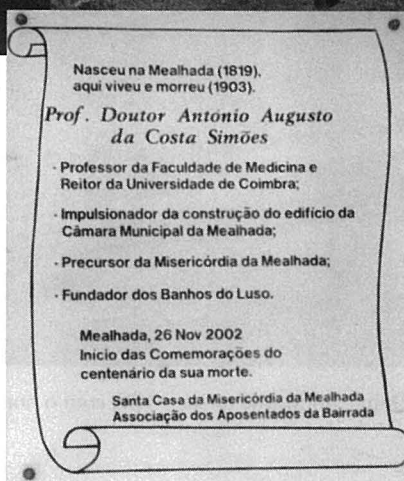 Nasceu na Mealhada (1819),
aqui viveu e morreu (1903).
Prof. Doutor António Augusto
da Costa Simões
- Professor da Faculdade de Medicina e
Reitor da Universidade de Coimbra;
- Impulsionador da construção do edifício da
Câmara Municipal da Mealhada;
- Precursor da Misericórdia da Mealhada;
- Fundador dos Banhos do Luso.
Mealhada, 26 Nov 2002
Início das Comemorações do
centenário da sua morte.
Santa Casa da Misericórdia da Mealhada
Associação dos Aposentados da Bairrada